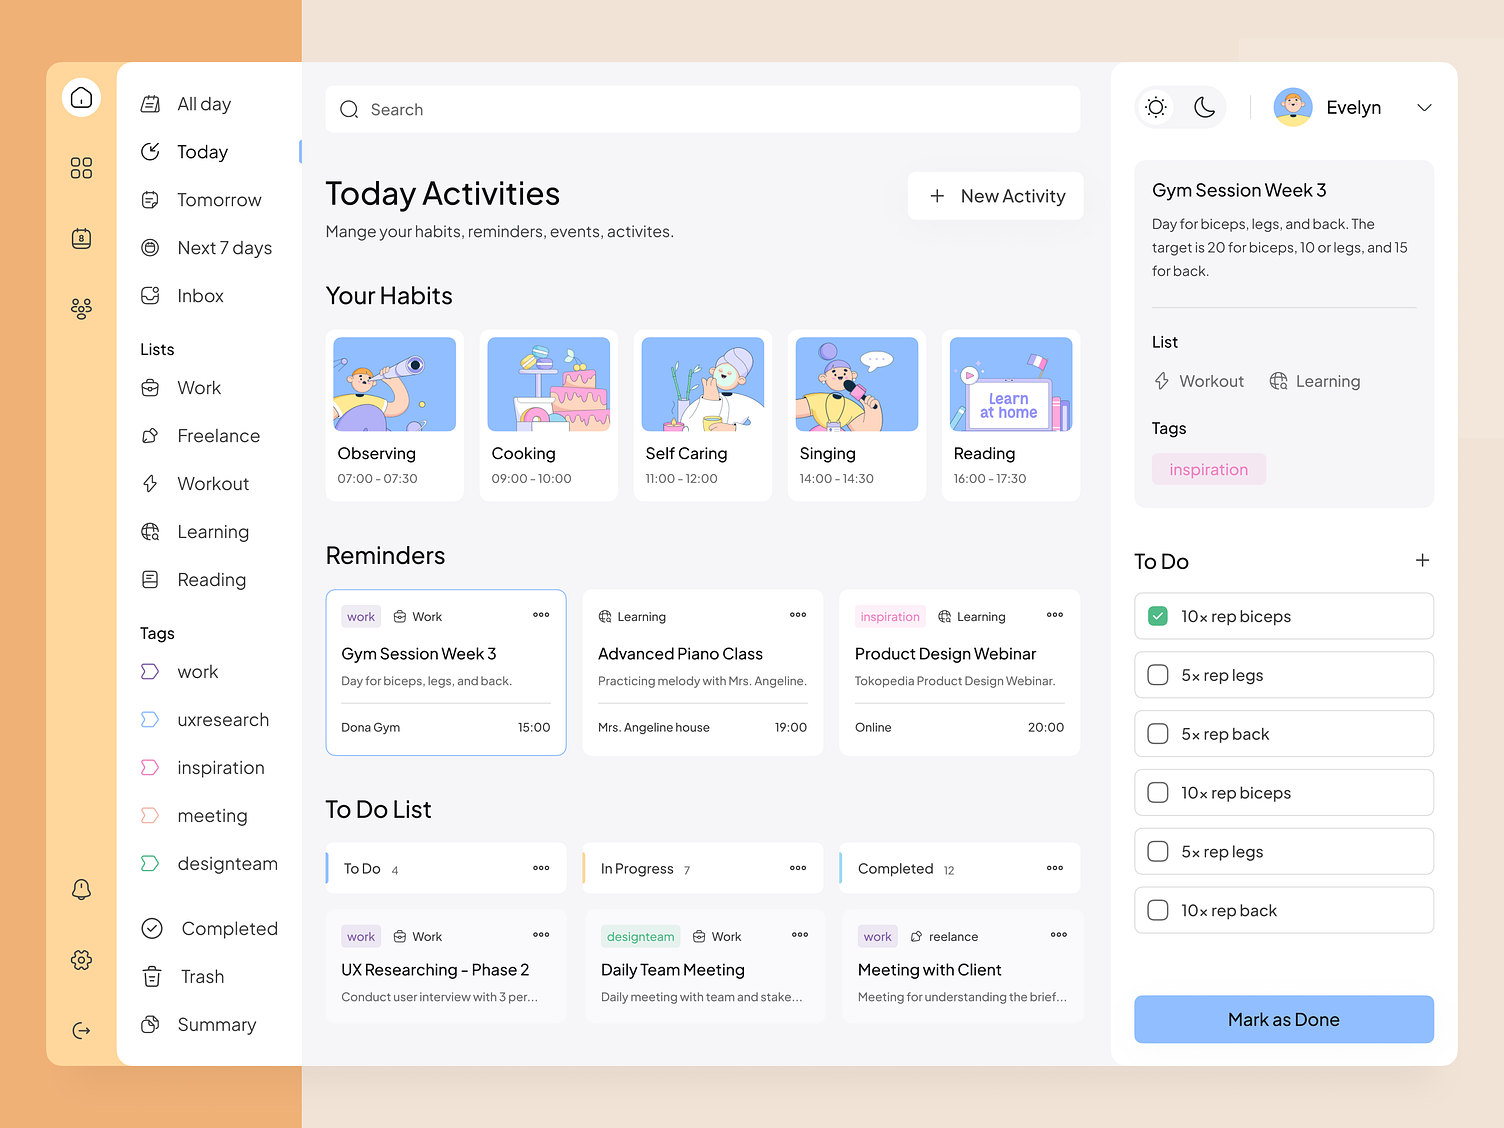 All day
Today
Tomorrow
Next 7 days
Inbox
Lists
Work
Freelance
Workout
Learning
Reading
Tags
work
uxresearch
inspiration
meeting
designteam
Completed
Trash
Summary
8
Search
Today Activities
Mange your habits, reminders, events, activites.
+ New Activity
Your Habits
Observing
07:00 - 07:30
Cooking
09:00 - 10:00
Self Caring
11:00 - 12:00
Singing
14:00 - 14:30
Learn
at home
Reading
16:00 - 17:30
Reminders
work Work
Gym Session Week 3
Day for biceps, legs, and back.
Dona Gym 15:00
Learning
Advanced Piano Class
Practicing melody with Mrs. Angeline.
Mrs. Angeline house 19:00
inspiration Learning
Product Design Webinar
Tokopedia Product Design Webinar.
Online 20:00
To Do List
To Do 4
In Progress 7
Completed 12
work Work
UX Researching - Phase 2
Conduct user interview with 3 per...
designteam Work
Daily Team Meeting
Daily meeting with team and stake...
work reelance
Meeting with Client
Meeting for understanding the brief...
Evelyn
Gym Session Week 3
Day for biceps, legs, and back. The
target is 20 for biceps, 10 or legs, and 15
for back.
List
Workout Learning
Tags
inspiration
To Do +
10x rep biceps
5x rep legs
5x rep back
10x rep biceps
5x rep legs
10x rep back
Mark as Done